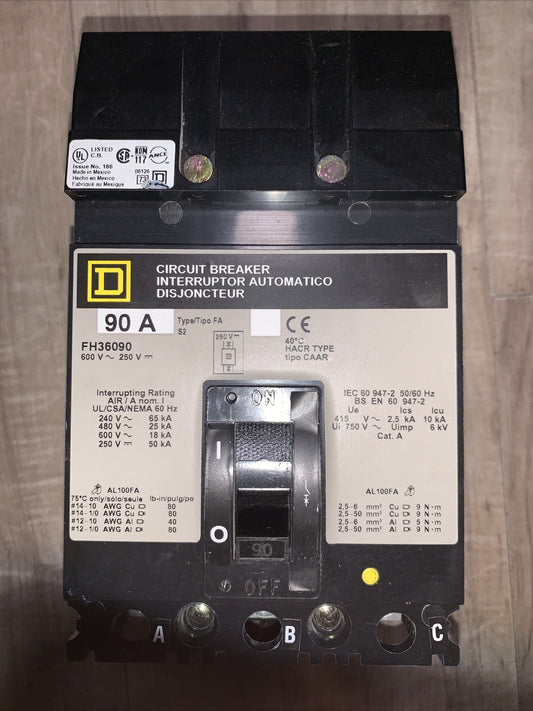 UL LISTED C.B. SA NOM 117 ANCE
Issue No. 186
Made in Mexico
Hecho en Mexico
Fabriqué au Mexique
D
CIRCUIT BREAKER
INTERRUPTOR AUTOMATICO
DISJONCTEUR
90 A
Type/Tipo FA
S2
CE
FH36090
600 V ~ 250 V ⎓
250 V ⎓
40°C
HACR TYPE
tipo CAAR
Interrupting Rating
AIR / A nom. I
UL/CSA/NEMA 60 Hz
240 V ~ 65 kA
480 V ~ 25 kA
600 V ~ 18 kA
250 V ⎓ 50 kA
IEC 60 947-2 50/60 Hz
BS EN 60 947-2
Ue Ics Icu
415 V ~ 2,5 kA 10 kA
Ui 750 V ~ Uimp 6 kV
Cat. A
ON
I
O
90
OFF
AL100FA
75°C only/sólo/seule lb-in/pulg/po
#14-10 AWG Cu 80
#14-1/0 AWG Cu 80
#12-10 AWG Al 40
#12-1/0 AWG Al 80
AL100FA
2,5-6 mm² Cu 9 N·m
2,5-50 mm² Cu 9 N·m
2,5-6 mm² Al 5 N·m
2,5-50 mm² Al 9 N·m
A B C